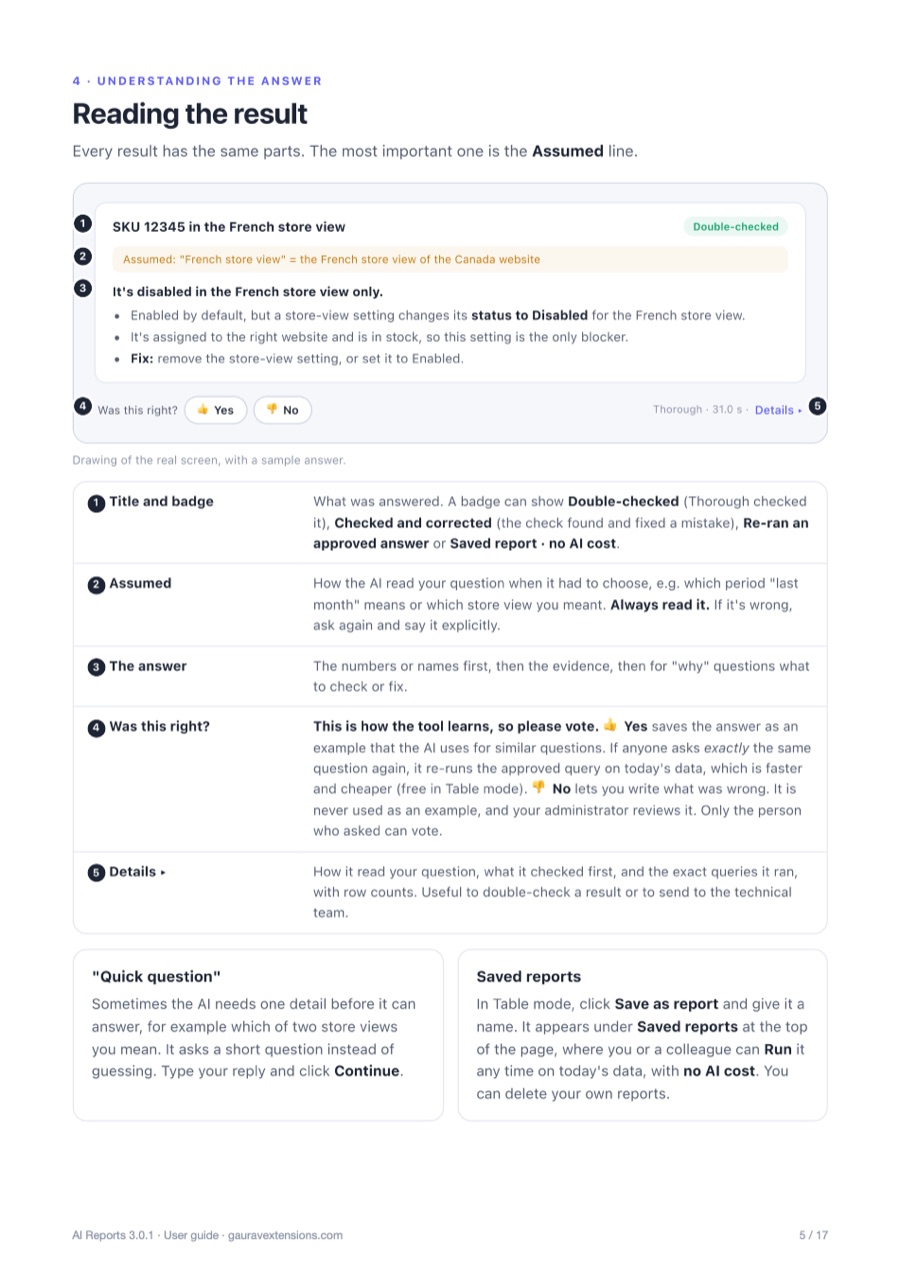 4 · UNDERSTANDING THE ANSWER
Reading the result
Every result has the same parts. The most important one is the Assumed line.
1 SKU 12345 in the French store view Double-checked
2 Assumed: "French store view" = the French store view of the Canada website
3 It's disabled in the French store view only.
• Enabled by default, but a store-view setting changes its status to Disabled for the French store view.
• It's assigned to the right website and is in stock, so this setting is the only blocker.
• Fix: remove the store-view setting, or set it to Enabled.
4 Was this right? 👍 Yes 👎 No Thorough · 31.0 s · Details ▸ 5
Drawing of the real screen, with a sample answer.
1 Title and badge
What was answered. A badge can show Double-checked (Thorough checked
it), Checked and corrected (the check found and fixed a mistake), Re-ran an
approved answer or Saved report · no AI cost.
2 Assumed
How the AI read your question when it had to choose, e.g. which period "last
month" means or which store view you meant. Always read it. If it's wrong,
ask again and say it explicitly.
3 The answer
The numbers or names first, then the evidence, then for "why" questions what
to check or fix.
4 Was this right?
This is how the tool learns, so please vote. 👍 Yes saves the answer as an
example that the AI uses for similar questions. If anyone asks exactly the same
question again, it re-runs the approved query on today's data, which is faster
and cheaper (free in Table mode). 👎 No lets you write what was wrong. It is
never used as an example, and your administrator reviews it. Only the person
who asked can vote.
5 Details ▸
How it read your question, what it checked first, and the exact queries it ran,
with row counts. Useful to double-check a result or to send to the technical
team.
"Quick question"
Sometimes the AI needs one detail before it can
answer, for example which of two store views
you mean. It asks a short question instead of
guessing. Type your reply and click Continue.
Saved reports
In Table mode, click Save as report and give it a
name. It appears under Saved reports at the top
of the page, where you or a colleague can Run it
any time on today's data, with no AI cost. You
can delete your own reports.
AI Reports 3.0.1 · User guide · gauravextensions.com 5 / 17